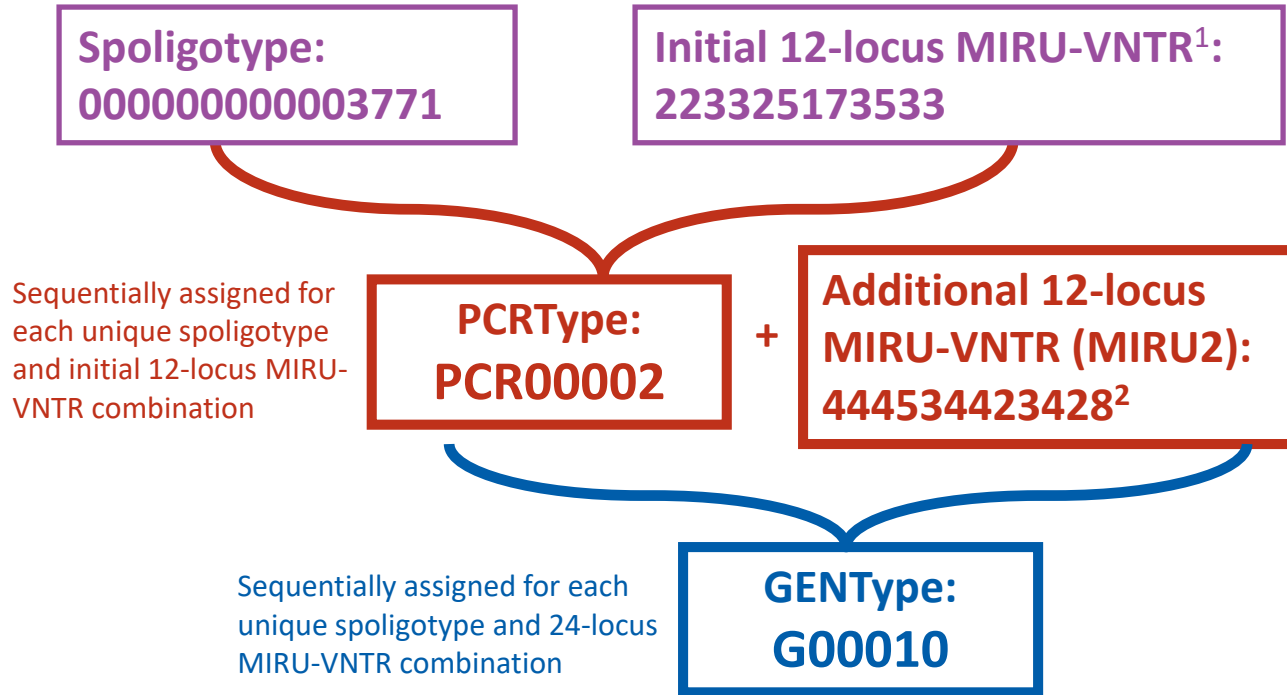 Spoligotype:
000000000003771
Initial 12-locus MIRU-VNTR¹:
223325173533
Sequentially assigned for
each unique spoligotype
and initial 12-locus MIRU-
VNTR combination
PCRType:
PCR00002
+
Additional 12-locus
MIRU-VNTR (MIRU2):
444534423428²
Sequentially assigned for each
unique spoligotype and 24-locus
MIRU-VNTR combination
GENType:
G00010